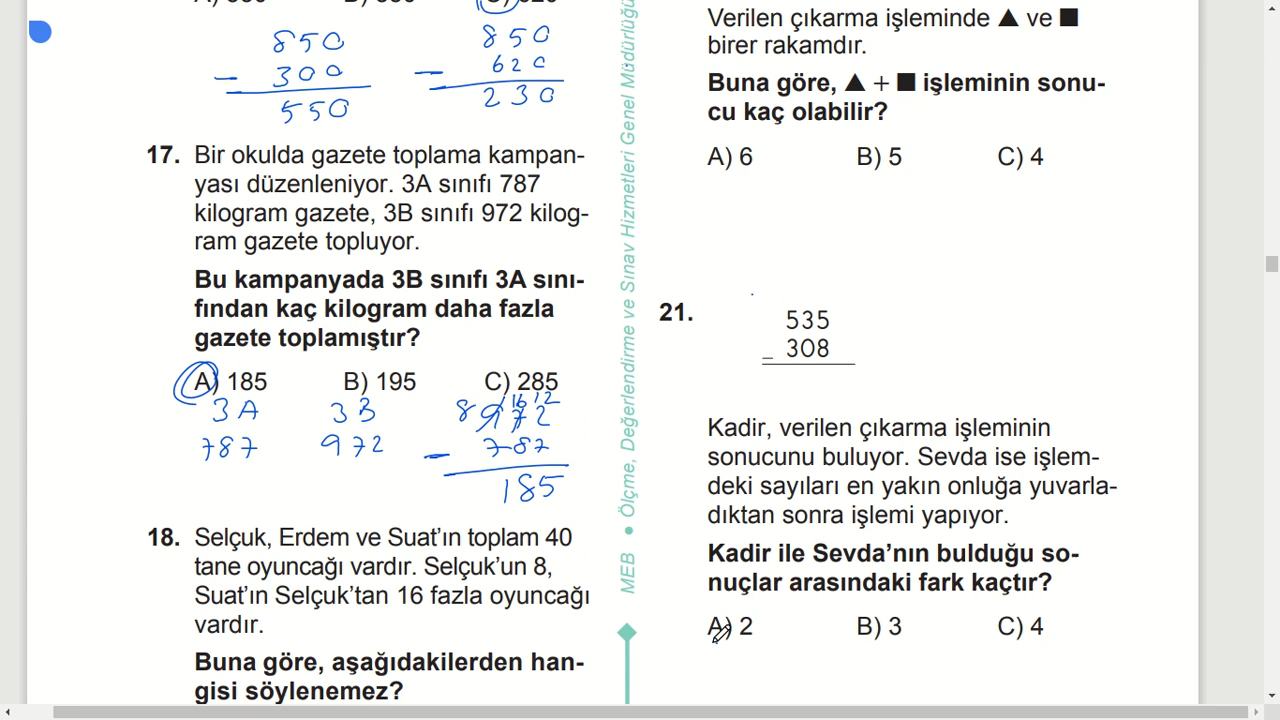 850
- 300
550
850
- 620
230
17. Bir okulda gazete toplama kampan-
yası düzenleniyor. 3A sınıfı 787
kilogram gazete, 3B sınıfı 972 kilog-
ram gazete topluyor.
Bu kampanyada 3B sınıfı 3A sını-
fından kaç kilogram daha fazla
gazete toplamıştır?
A) 185 B) 195 C) 285
3A 3B
787 972
8 16 12
972
- 787
185
18. Selçuk, Erdem ve Suat’ın toplam 40
tane oyuncağı vardır. Selçuk’un 8,
Suat’ın Selçuk’tan 16 fazla oyuncağı
vardır.
Buna göre, aşağıdakilerden han-
gisi söylenemez?
MEB ● Ölçme, Değerlendirme ve Sınav Hizmetleri Genel Müdürlüğü
Verilen çıkarma işleminde ▲ ve ■
birer rakamdır.
Buna göre, ▲ + ■ işleminin sonu-
cu kaç olabilir?
A) 6 B) 5 C) 4
21.
535
- 308
Kadir, verilen çıkarma işleminin
sonucunu buluyor. Sevda ise işlem-
deki sayıları en yakın onluğa yuvarla-
dıktan sonra işlemi yapıyor.
Kadir ile Sevda’nın bulduğu so-
nuçlar arasındaki fark kaçtır?
A) 2 B) 3 C) 4